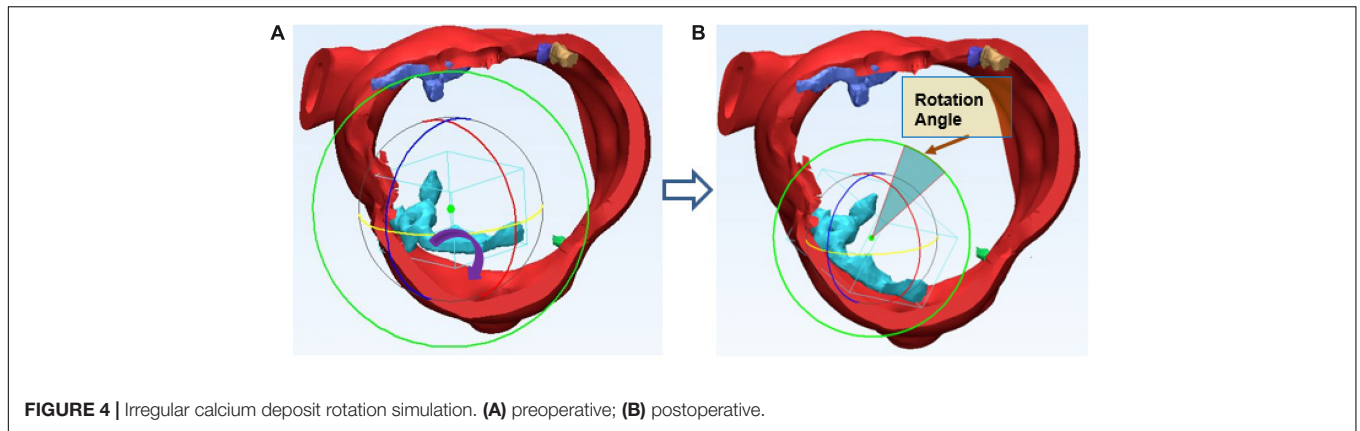 A
B
Rotation
Angle
FIGURE 4 | Irregular calcium deposit rotation simulation. (A) preoperative; (B) postoperative.